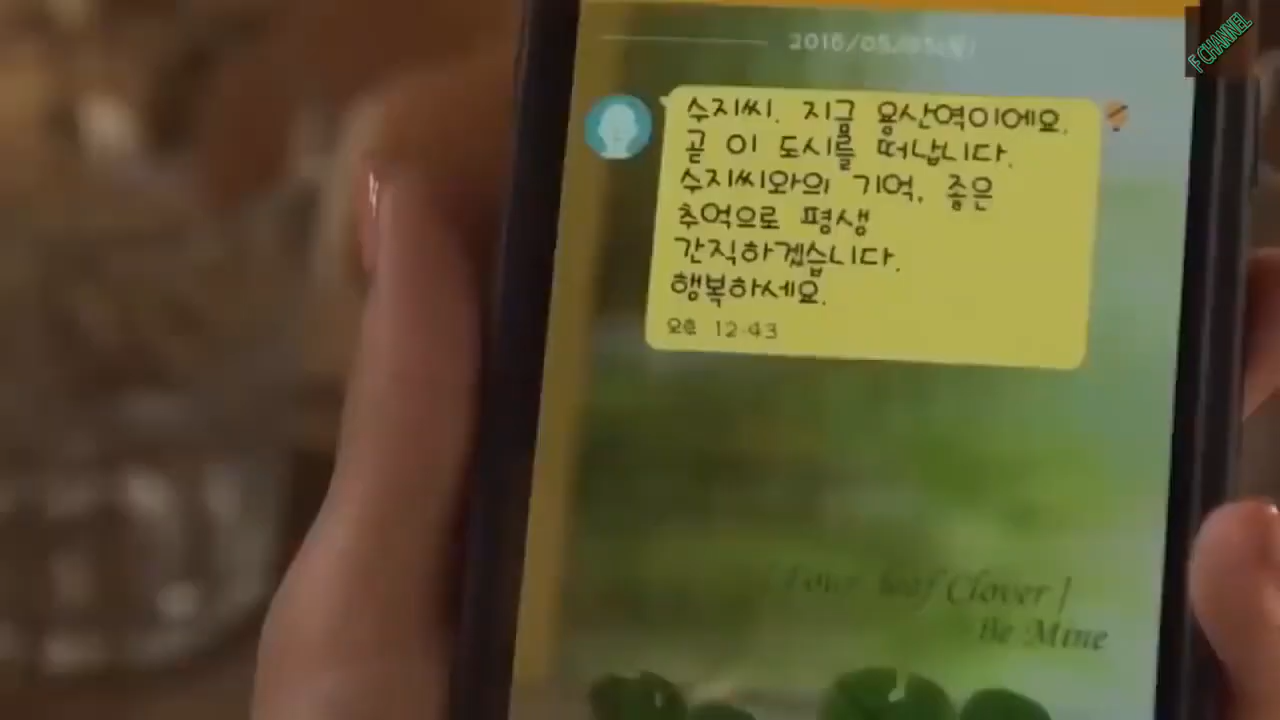 F CHANNEL
수지씨. 지금 용산역이에요.
곧 이 도시를 떠납니다.
수지씨와의 기억, 좋은
추억으로 평생
간직하겠습니다.
행복하세요.
오후 12:43
Clover
Be Mine